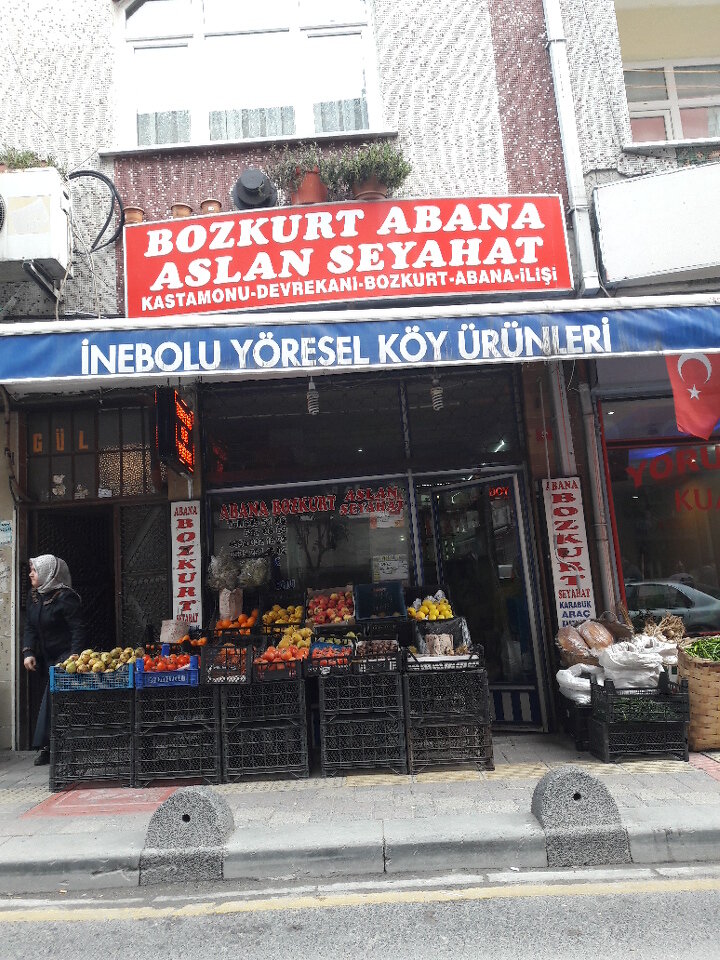 BOZKURT ABANA
ASLAN SEYAHAT
KASTAMONU-DEVREKANİ-BOZKURT-ABANA-İLİŞİ
İNEBOLU YÖRESEL KÖY ÜRÜNLERİ
GÜL
ABANA BOZKURT ASLAN
SEYAHAT
ABANA
BOZKURT
SEYAHAT
ABANA
BOZKURT
SEYAHAT
KARABÜK
ARAÇ